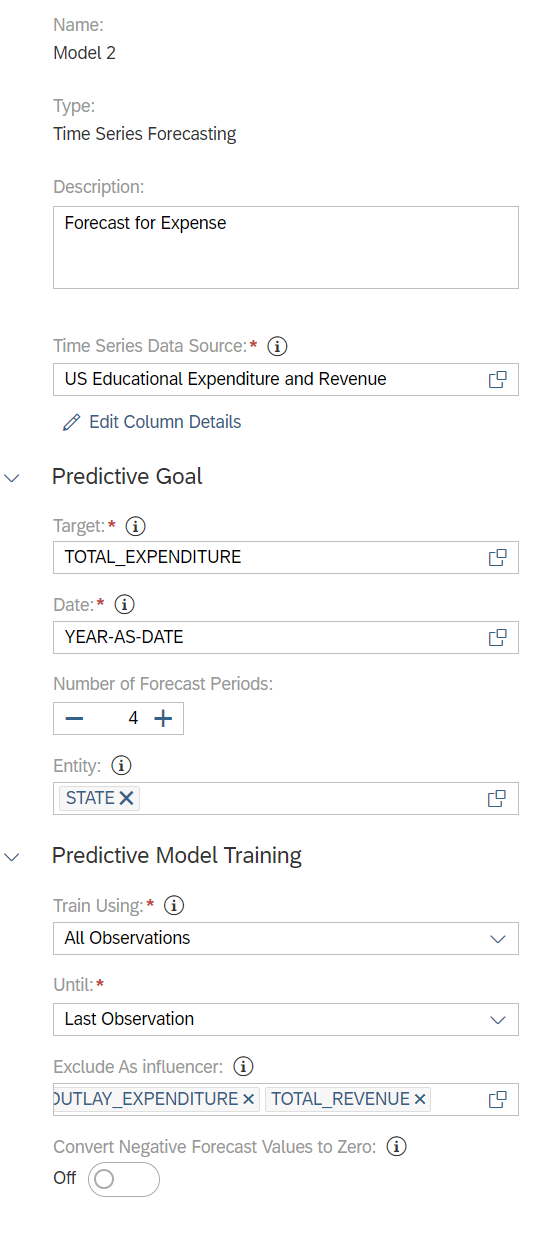 Name:
Model 2
Type:
Time Series Forecasting
Description:
Forecast for Expense
Time Series Data Source:*
US Educational Expenditure and Revenue
Edit Column Details
Predictive Goal
Target:*
TOTAL_EXPENDITURE
Date:*
YEAR-AS-DATE
Number of Forecast Periods:
4
Entity:
STATE
Predictive Model Training
Train Using:*
All Observations
Until:*
Last Observation
Exclude As influencer:
OUTLAY_EXPENDITURE TOTAL_REVENUE
Convert Negative Forecast Values to Zero:
Off